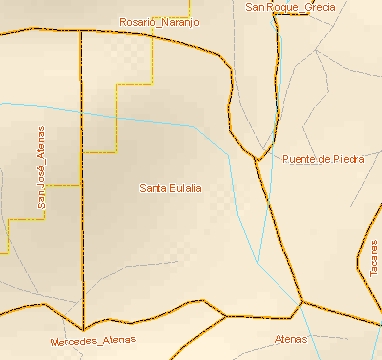 San Roque_Grecia
Rosario_Naranjo
Puente de Piedra
San José_Atenas
Santa Eulalia
Tacares
Mercedes_Atenas
Atenas